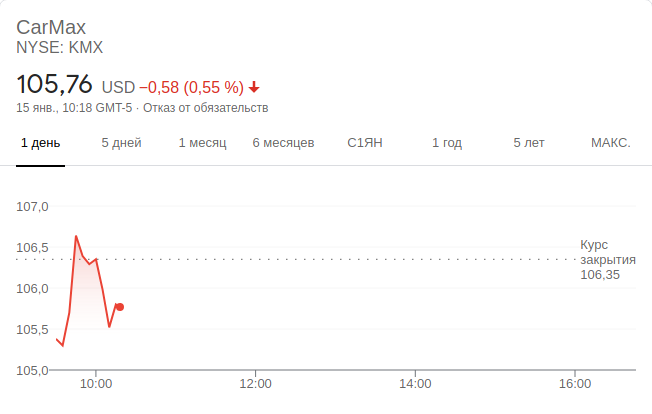 CarMax
NYSE: KMX
105,76 USD −0,58 (0,55 %)
15 янв., 10:18 GMT-5 · Отказ от обязательств
1 день 5 дней 1 месяц 6 месяцев С1ЯН 1 год 5 лет МАКС.
107,0
106,5
106,0
105,5
105,0
Курс
закрытия
106,35
10:00 12:00 14:00 16:00